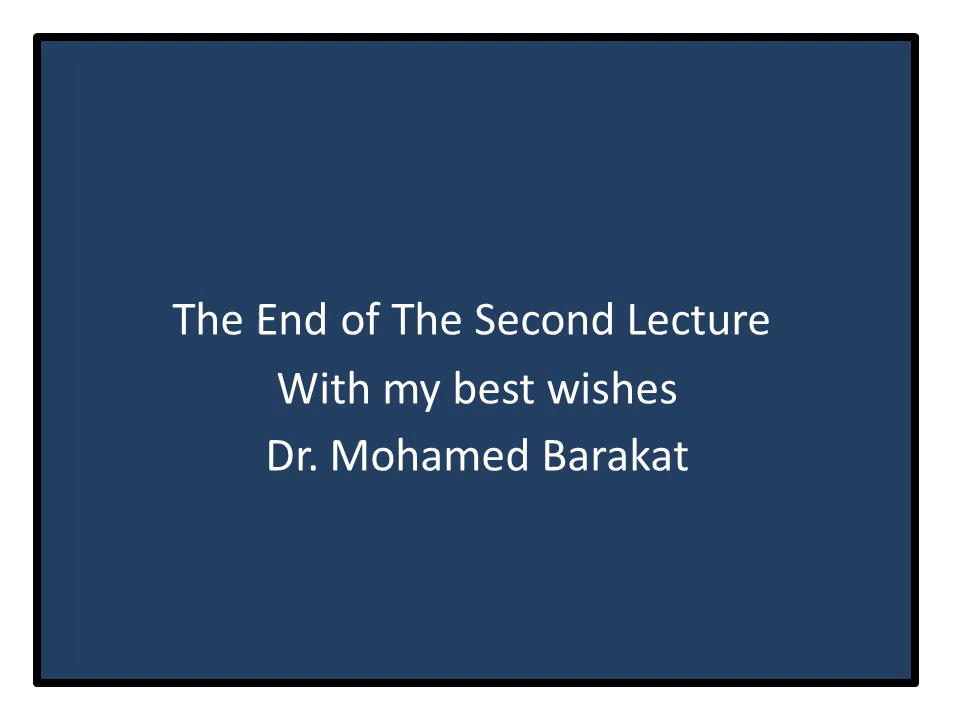 The End of The Second Lecture
With my best wishes
Dr. Mohamed Barakat